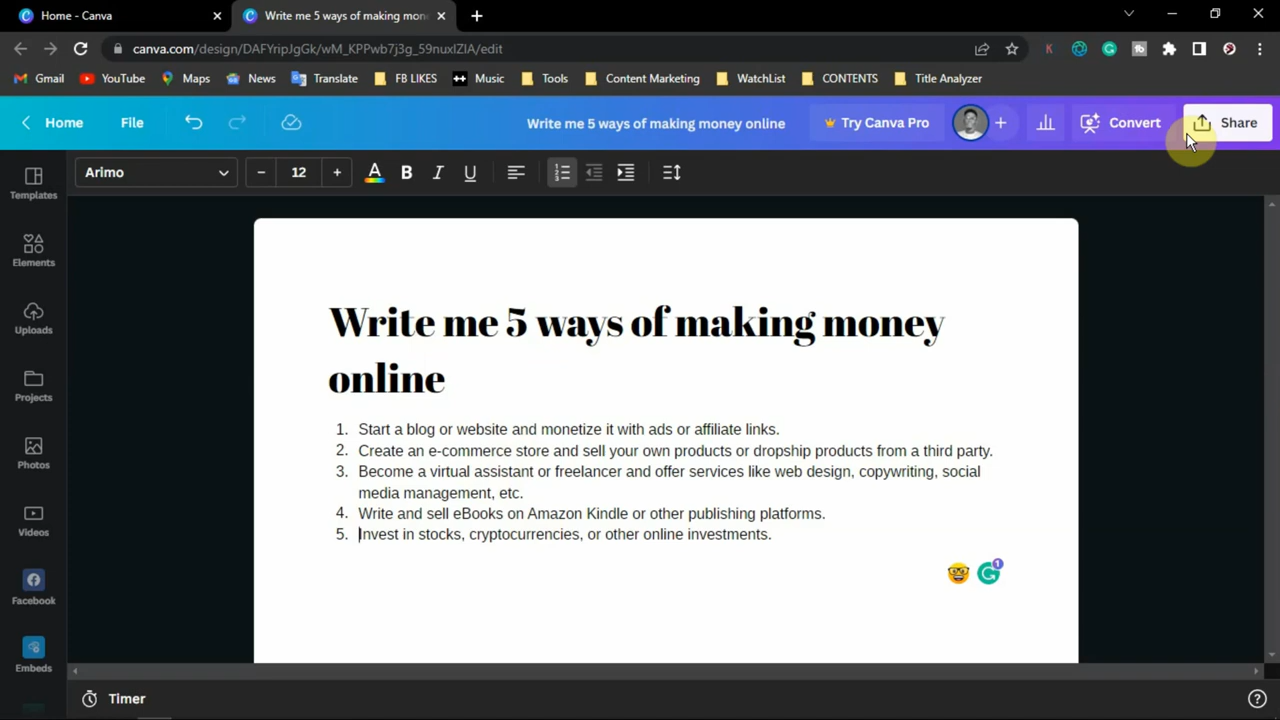 Home - Canva
Write me 5 ways of making mon
canva.com/design/DAFYripJgGk/wM_KPPwb7j3g_59nuxlZIA/edit
Gmail YouTube Maps News Translate FB LIKES Music Tools Content Marketing WatchList CONTENTS Title Analyzer
Home File Write me 5 ways of making money online Try Canva Pro Convert Share
Arimo 12
Templates
Elements
Uploads
Projects
Photos
Videos
Facebook
Embeds
Write me 5 ways of making money
online
1. Start a blog or website and monetize it with ads or affiliate links.
2. Create an e-commerce store and sell your own products or dropship products from a third party.
3. Become a virtual assistant or freelancer and offer services like web design, copywriting, social
media management, etc.
4. Write and sell eBooks on Amazon Kindle or other publishing platforms.
5. Invest in stocks, cryptocurrencies, or other online investments.
1
Timer